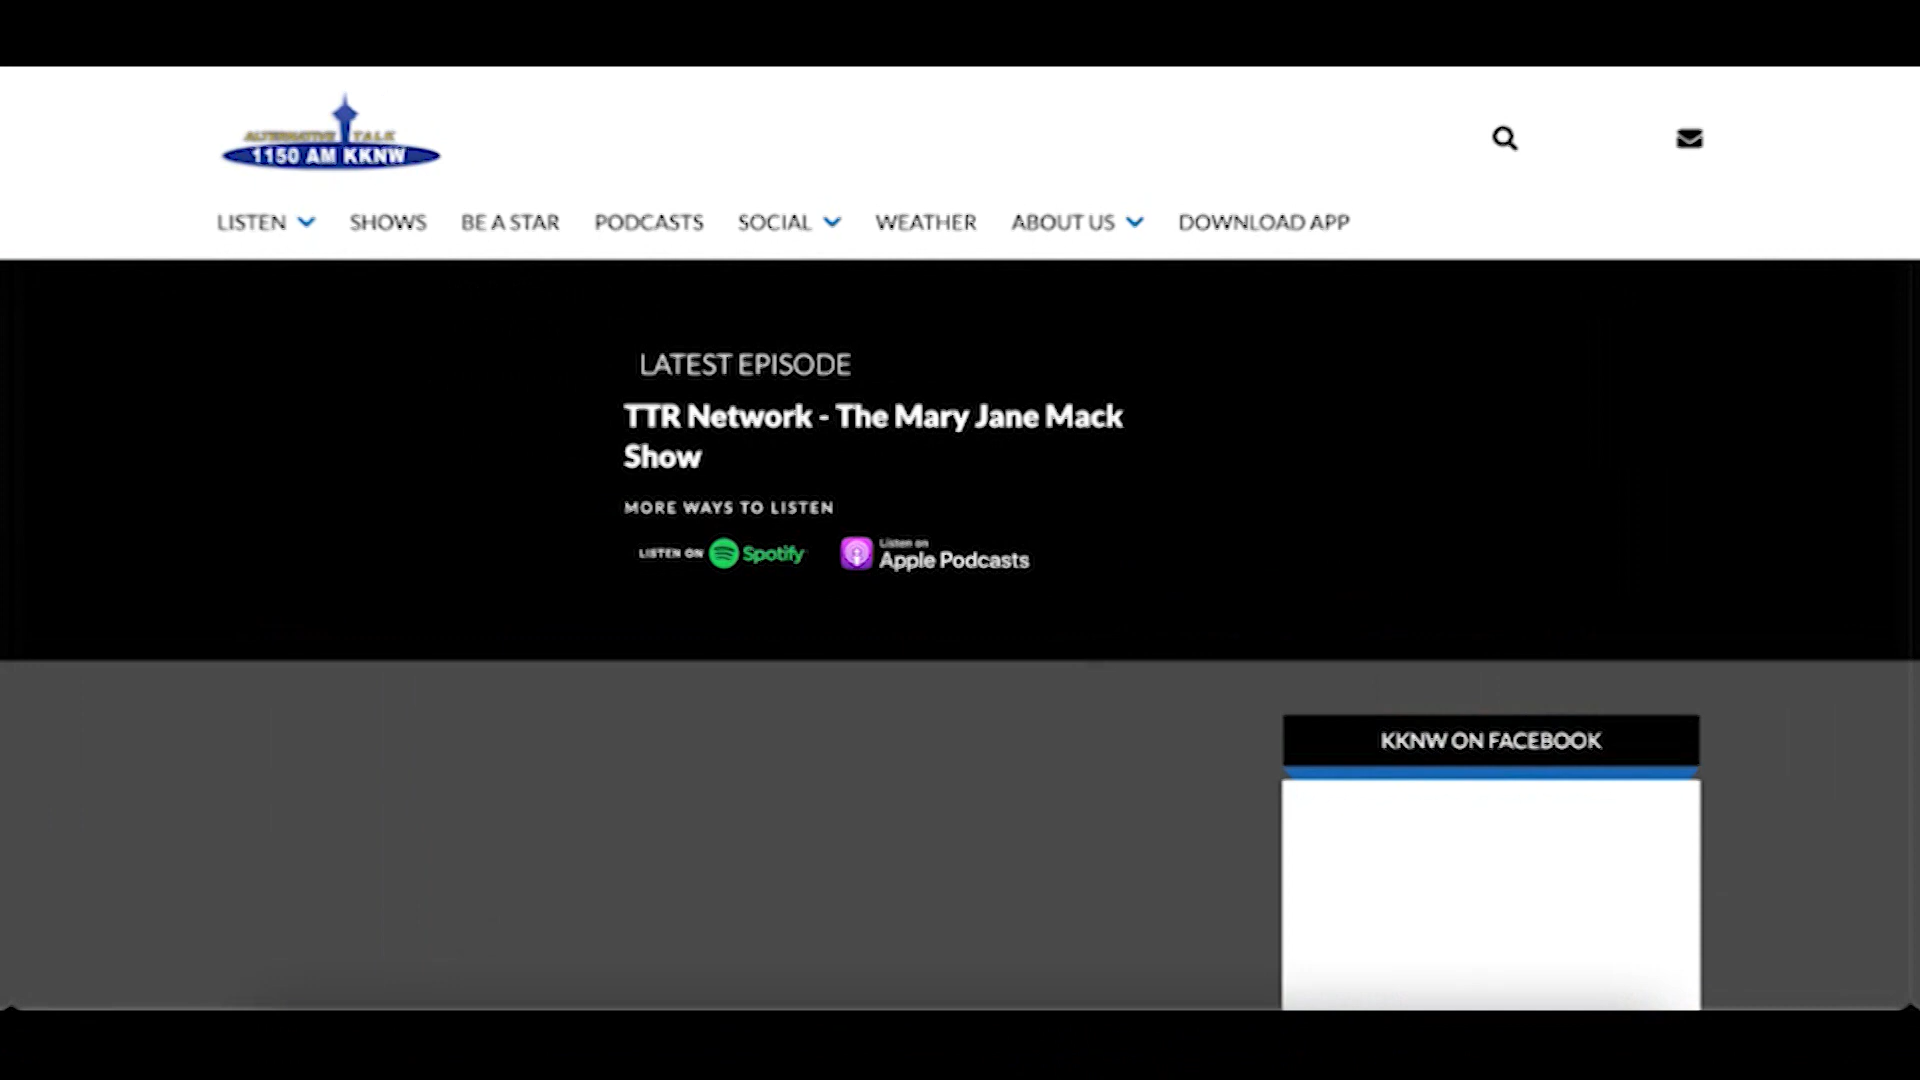 ALTERNATIVE TALK
1150 AM KKNW
LISTEN SHOWS BE A STAR PODCASTS SOCIAL WEATHER ABOUT US DOWNLOAD APP
LATEST EPISODE
TTR Network - The Mary Jane Mack
Show
MORE WAYS TO LISTEN
LISTEN ON Spotify
Listen on
Apple Podcasts
KKNW ON FACEBOOK